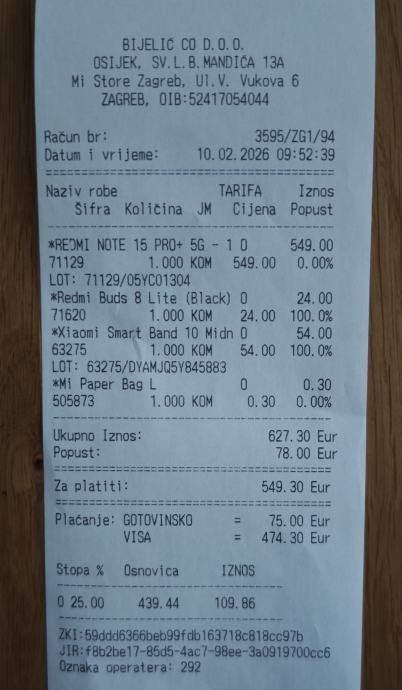 BIJELIĆ CO D.O.O.
OSIJEK, SV.L.B.MANDIĆA 13A
Mi Store Zagreb, Ul.V. Vukova 6
ZAGREB, OIB:52417054044
Račun br: 3595/ZG1/94
Datum i vrijeme: 10.02.2026 09:52:39
Naziv robe TARIFA Iznos
Šifra Količina JM Cijena Popust
*REDMI NOTE 15 PRO+ 5G - 1 O 549.00
71129 1.000 KOM 549.00 0.00%
LOT: 71129/05YC01304
*Redmi Buds 8 Lite (Black) O 24.00
71620 1.000 KOM 24.00 100.0%
*Xiaomi Smart Band 10 Midn O 54.00
63275 1.000 KOM 54.00 100.0%
LOT: 63275/DYAMJQ5Y845883
*Mi Paper Bag L O 0.30
505873 1.000 KOM 0.30 0.00%
Ukupno Iznos: 627.30 Eur
Popust: 78.00 Eur
Za platiti: 549.30 Eur
Plaćanje: GOTOVINSKO = 75.00 Eur
VISA = 474.30 Eur
Stopa % Osnovica IZNOS
O 25.00 439.44 109.86
ZKI:59ddd6366beb99fdb163718c818cc97b
JIR:f8b2be17-85d5-4ac7-98ee-3a0919700cc6
Oznaka operatera: 292